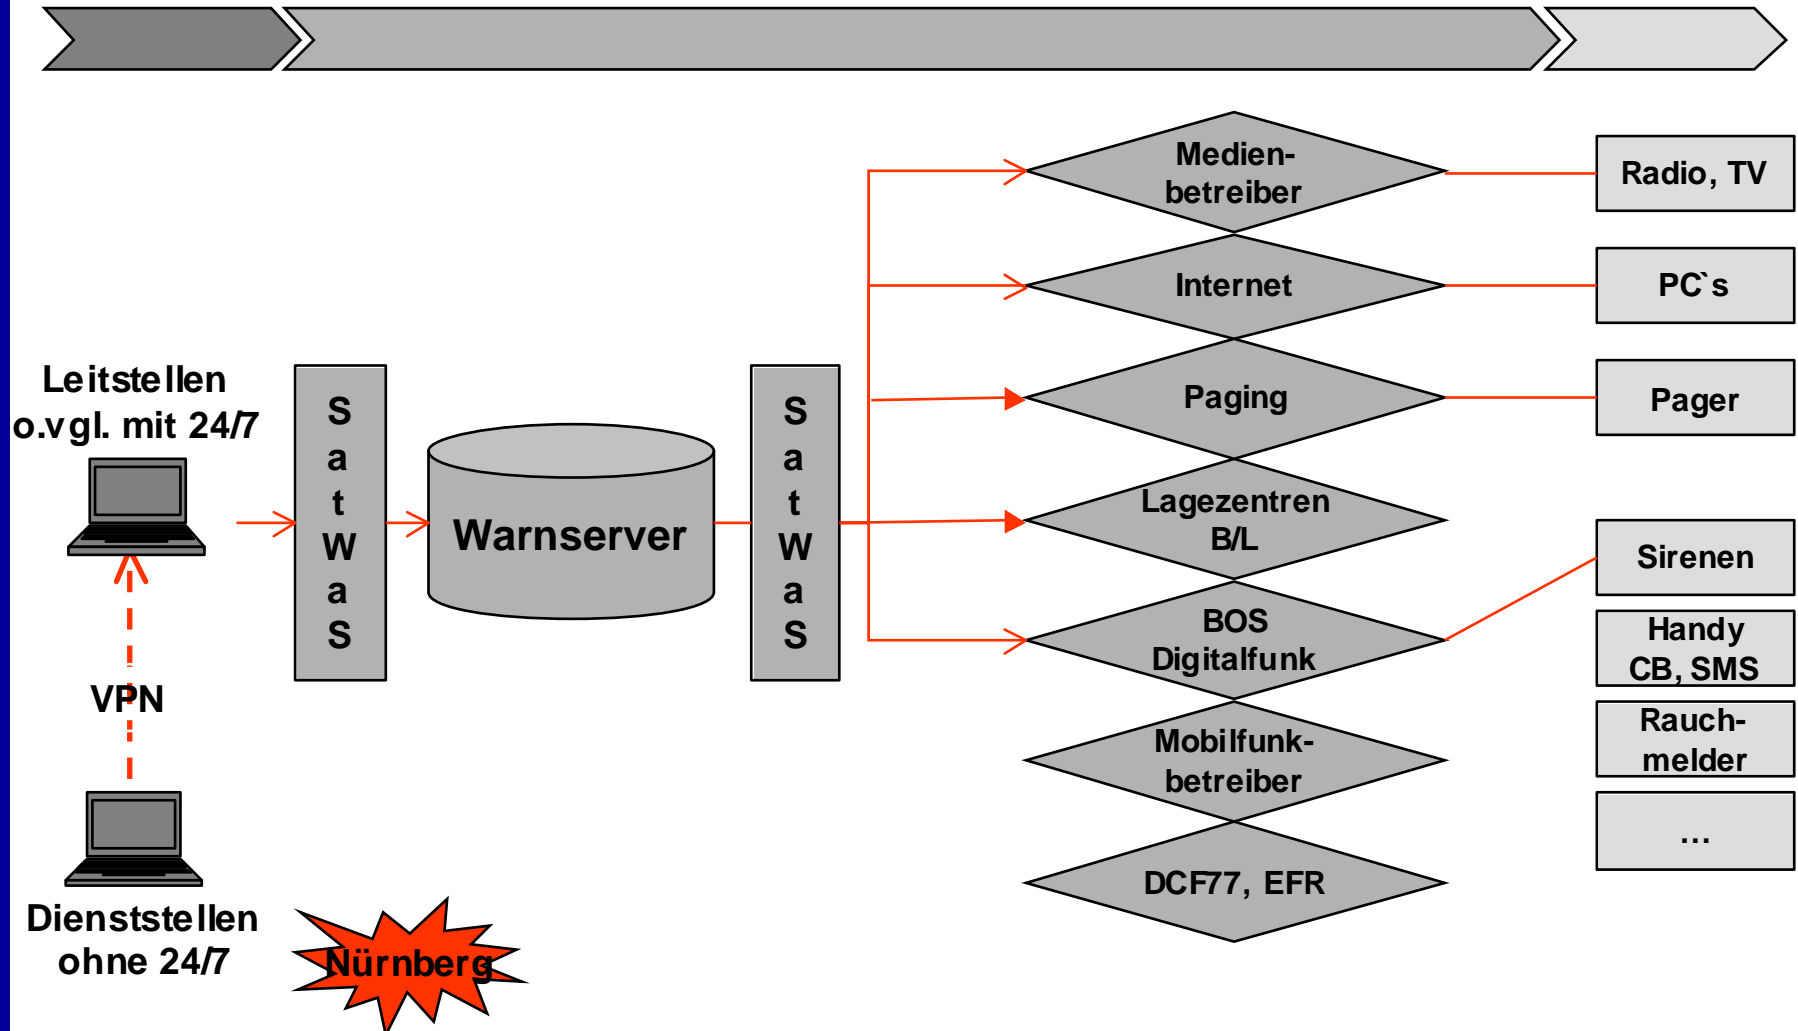 Leitstellen
o.vgl. mit 24/7
VPN
Dienststellen
ohne 24/7
Nürnberg
S
a
t
W
a
S
Warnserver
S
a
t
W
a
S
Medien-
betreiber
Internet
Paging
Lagezentren
B/L
BOS
Digitalfunk
Mobilfunk-
betreiber
DCF77, EFR
Radio, TV
PC`s
Pager
Sirenen
Handy
CB, SMS
Rauch-
melder
...